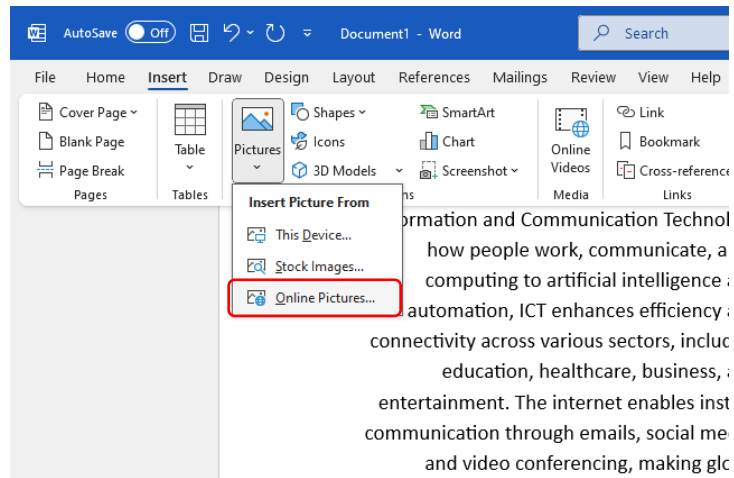 AutoSave Off Document1 - Word Search
File Home Insert Draw Design Layout References Mailings Review View Help
Cover Page Shapes SmartArt Link
Blank Page Icons Chart Bookmark
Table Pictures Online Videos
Page Break 3D Models Screenshot Cross-reference
Pages Tables ns Media Links
Insert Picture From
This Device...
Stock Images...
Online Pictures...
ormation and Communication Technol
how people work, communicate, a
computing to artificial intelligence
automation, ICT enhances efficiency
connectivity across various sectors, includ
education, healthcare, business,
entertainment. The internet enables inst
communication through emails, social me
and video conferencing, making glo